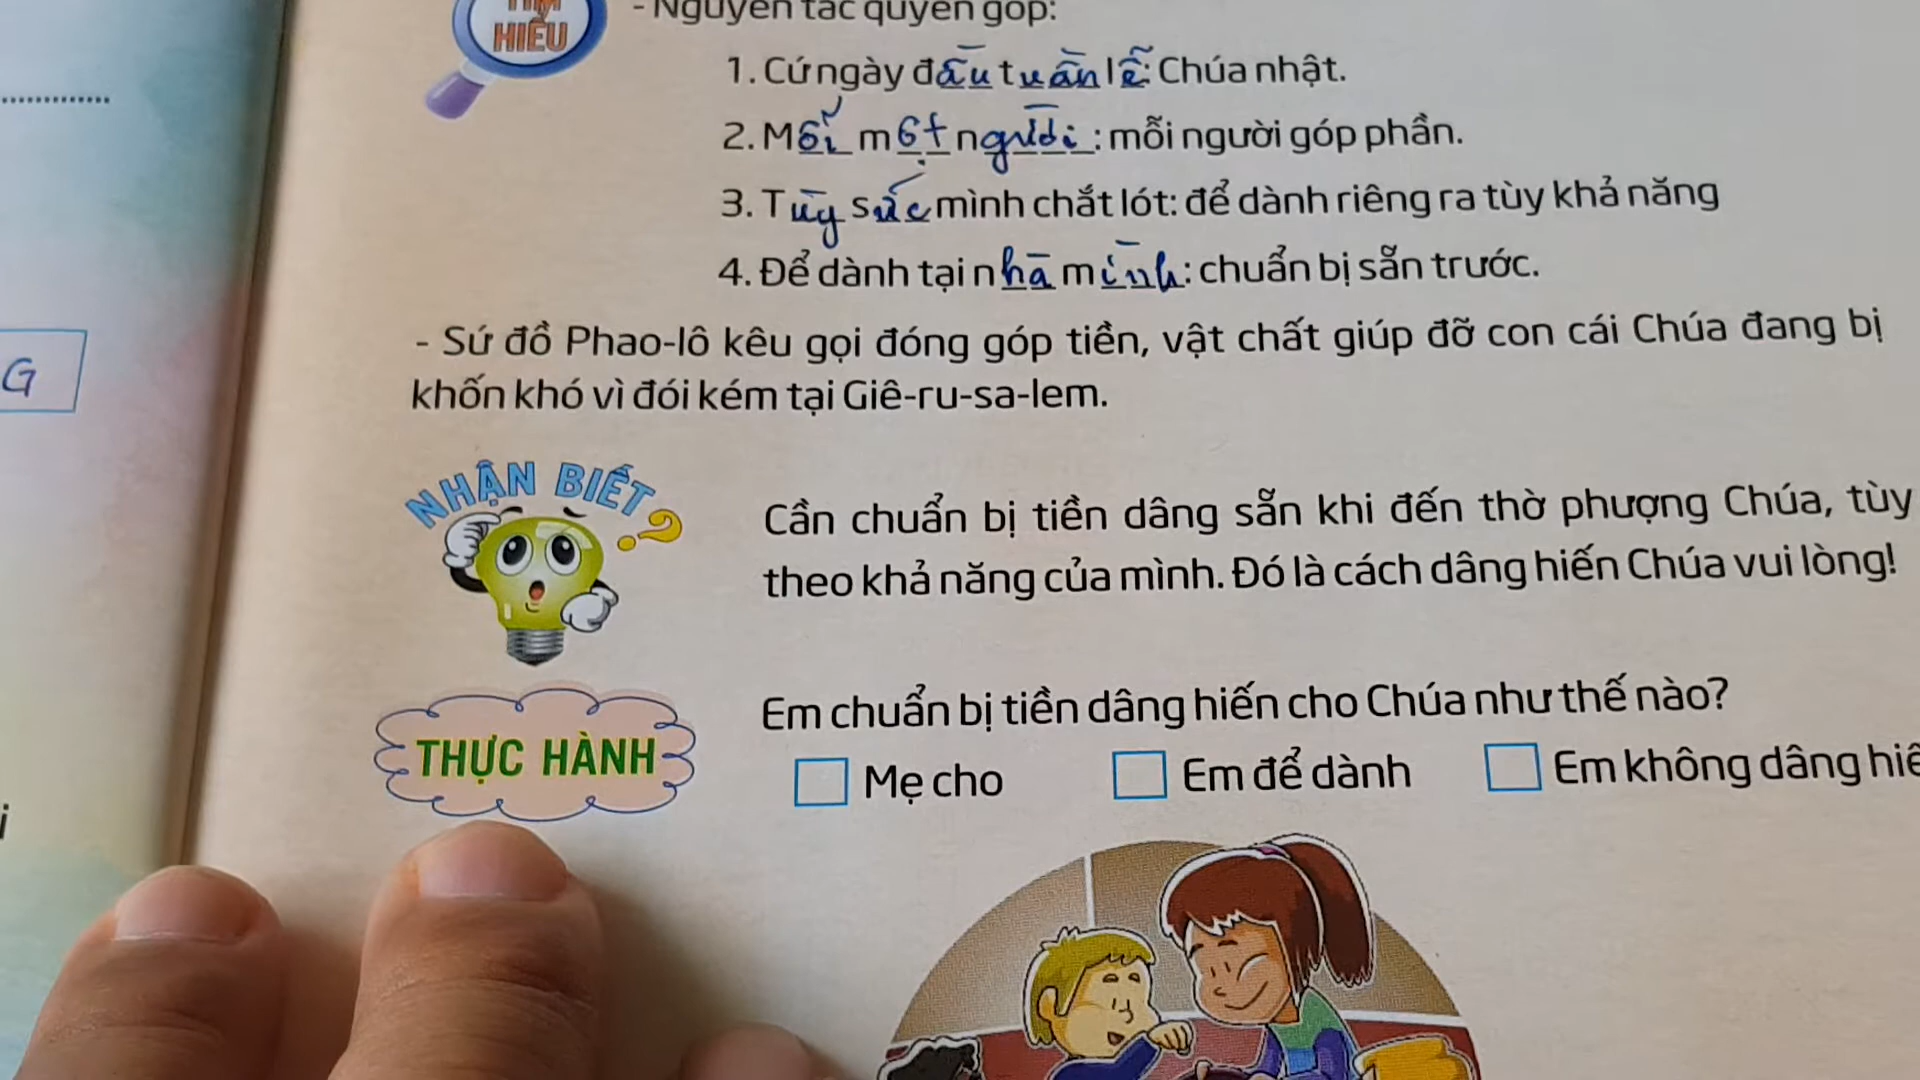 TÌM
HIỂU
- Nguyên tắc quyên góp:
1. Cứ ngày đầu tuần lễ: Chúa nhật.
2. Mỗi một người: mỗi người góp phần.
3. Tùy sức mình chắt lót: để dành riêng ra tùy khả năng
4. Để dành tại nhà mình: chuẩn bị sẵn trước.
- Sứ đồ Phao-lô kêu gọi đóng góp tiền, vật chất giúp đỡ con cái Chúa đang bị
khốn khó vì đói kém tại Giê-ru-sa-lem.
G
NHẬN BIẾT?
Cần chuẩn bị tiền dâng sẵn khi đến thờ phượng Chúa, tùy
theo khả năng của mình. Đó là cách dâng hiến Chúa vui lòng!
THỰC HÀNH
Em chuẩn bị tiền dâng hiến cho Chúa như thế nào?
Mẹ cho Em để dành Em không dâng hiế
i